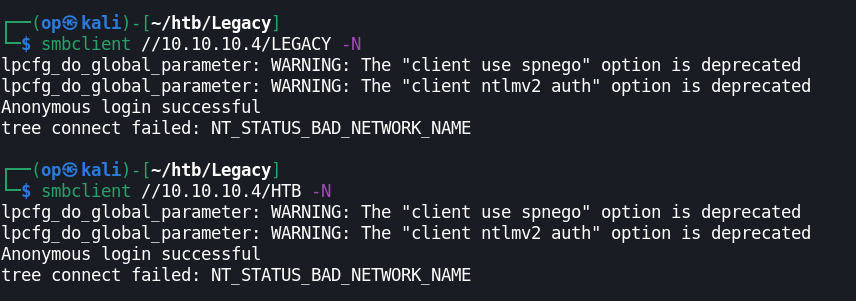 ┌──(op㉿kali)-[~/htb/Legacy]
└─$ smbclient //10.10.10.4/LEGACY -N
lpcfg_do_global_parameter: WARNING: The "client use spnego" option is deprecated
lpcfg_do_global_parameter: WARNING: The "client ntlmv2 auth" option is deprecated
Anonymous login successful
tree connect failed: NT_STATUS_BAD_NETWORK_NAME
┌──(op㉿kali)-[~/htb/Legacy]
└─$ smbclient //10.10.10.4/HTB -N
lpcfg_do_global_parameter: WARNING: The "client use spnego" option is deprecated
lpcfg_do_global_parameter: WARNING: The "client ntlmv2 auth" option is deprecated
Anonymous login successful
tree connect failed: NT_STATUS_BAD_NETWORK_NAME